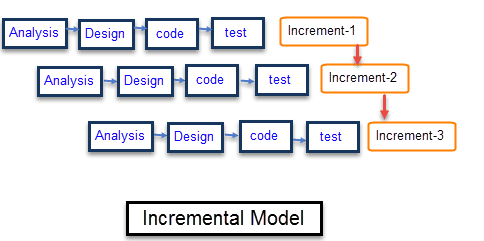 Analysis Design code test Increment-1
Analysis Design code test Increment-2
Analysis Design code test Increment-3
Incremental Model